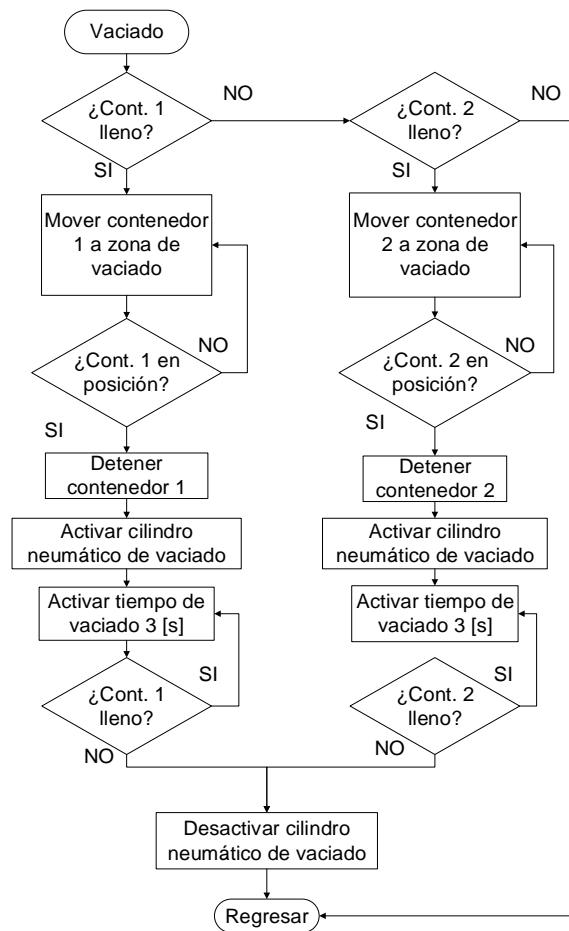 Vaciado
¿Cont. 1
lleno?
NO
SI
Mover contenedor
1 a zona de
vaciado
¿Cont. 1 en
posición?
NO
SI
Detener
contenedor 1
Activar cilindro
neumático de vaciado
Activar tiempo de
vaciado 3 [s]
¿Cont. 1
lleno?
SI
NO
¿Cont. 2
lleno?
NO
SI
Mover contenedor
2 a zona de
vaciado
¿Cont. 2 en
posición?
NO
SI
Detener
contenedor 2
Activar cilindro
neumático de vaciado
Activar tiempo de
vaciado 3 [s]
¿Cont. 2
lleno?
SI
NO
Desactivar cilindro
neumático de vaciado
Regresar